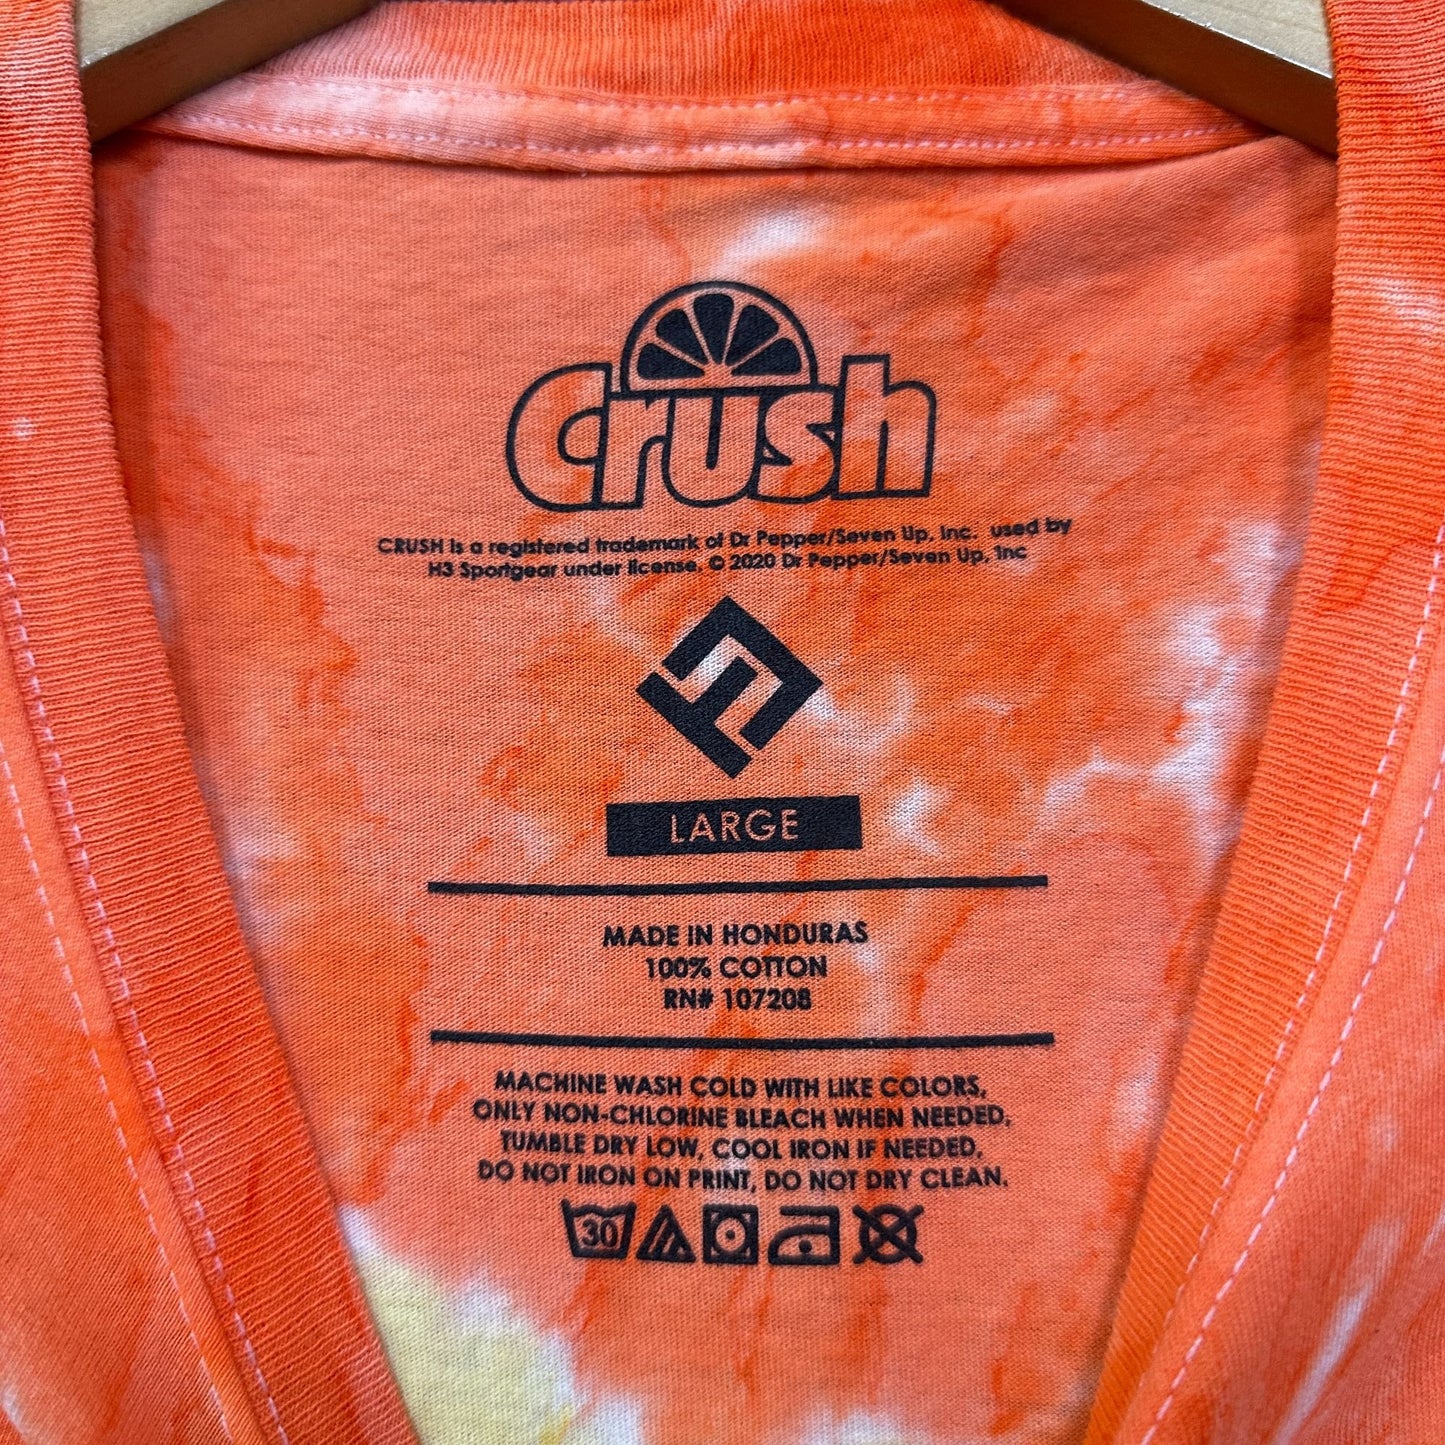 Crush
CRUSH is a registered trademark of Dr Pepper/Seven Up, Inc. used by
H3 Sportgear under license. © 2020 Dr Pepper/Seven Up, Inc
LARGE
MADE IN HONDURAS
100% COTTON
RN# 107208
MACHINE WASH COLD WITH LIKE COLORS,
ONLY NON-CHLORINE BLEACH WHEN NEEDED,
TUMBLE DRY LOW, COOL IRON IF NEEDED,
DO NOT IRON ON PRINT, DO NOT DRY CLEAN.
30